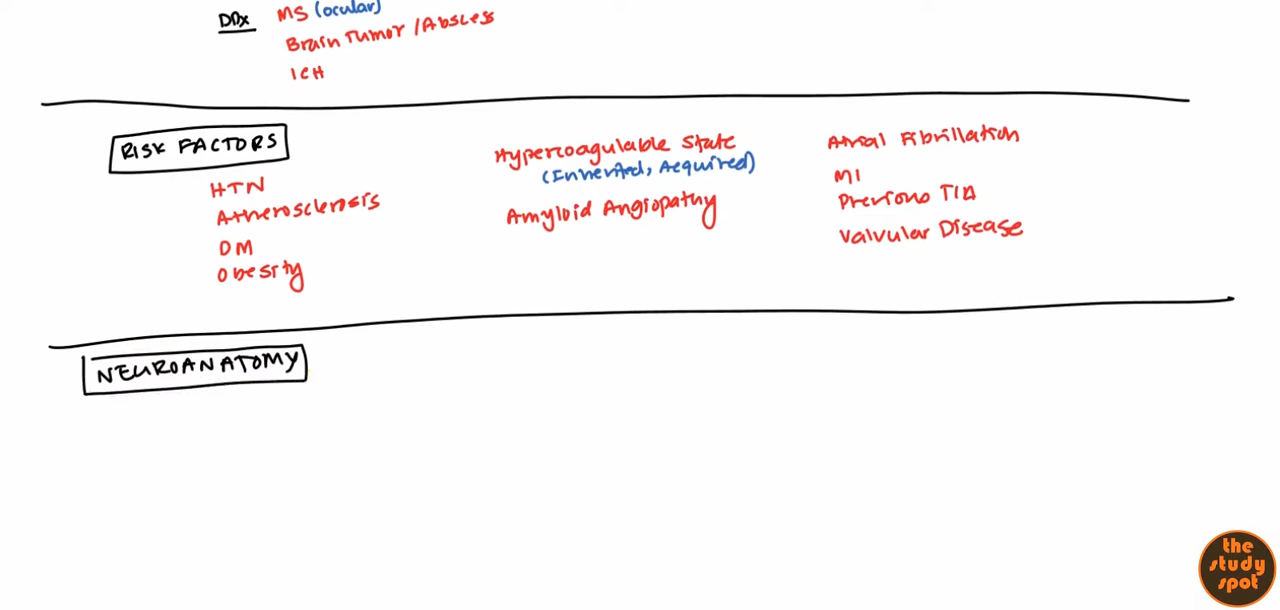 DDx MS (ocular)
Brain Tumor / Abscess
ICH
RISK FACTORS
HTN
Atherosclerosis
DM
Obesity
Hypercoagulable State
(Inherited, Acquired)
Amyloid Angiopathy
Atrial Fibrillation
MI
Previous TIA
Valvular Disease
NEUROANATOMY
the
study
spot